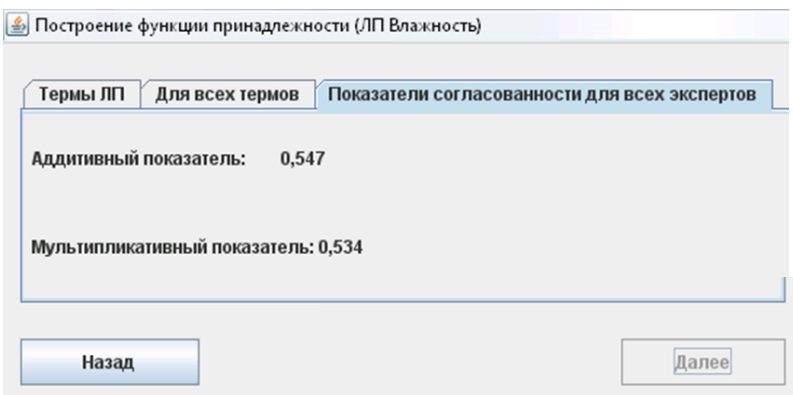 Построение функции принадлежности (ЛП Влажность)
Термы ЛП Для всех термов Показатели согласованности для всех экспертов
Аддитивный показатель: 0,547
Мультипликативный показатель: 0,534
Назад Далее